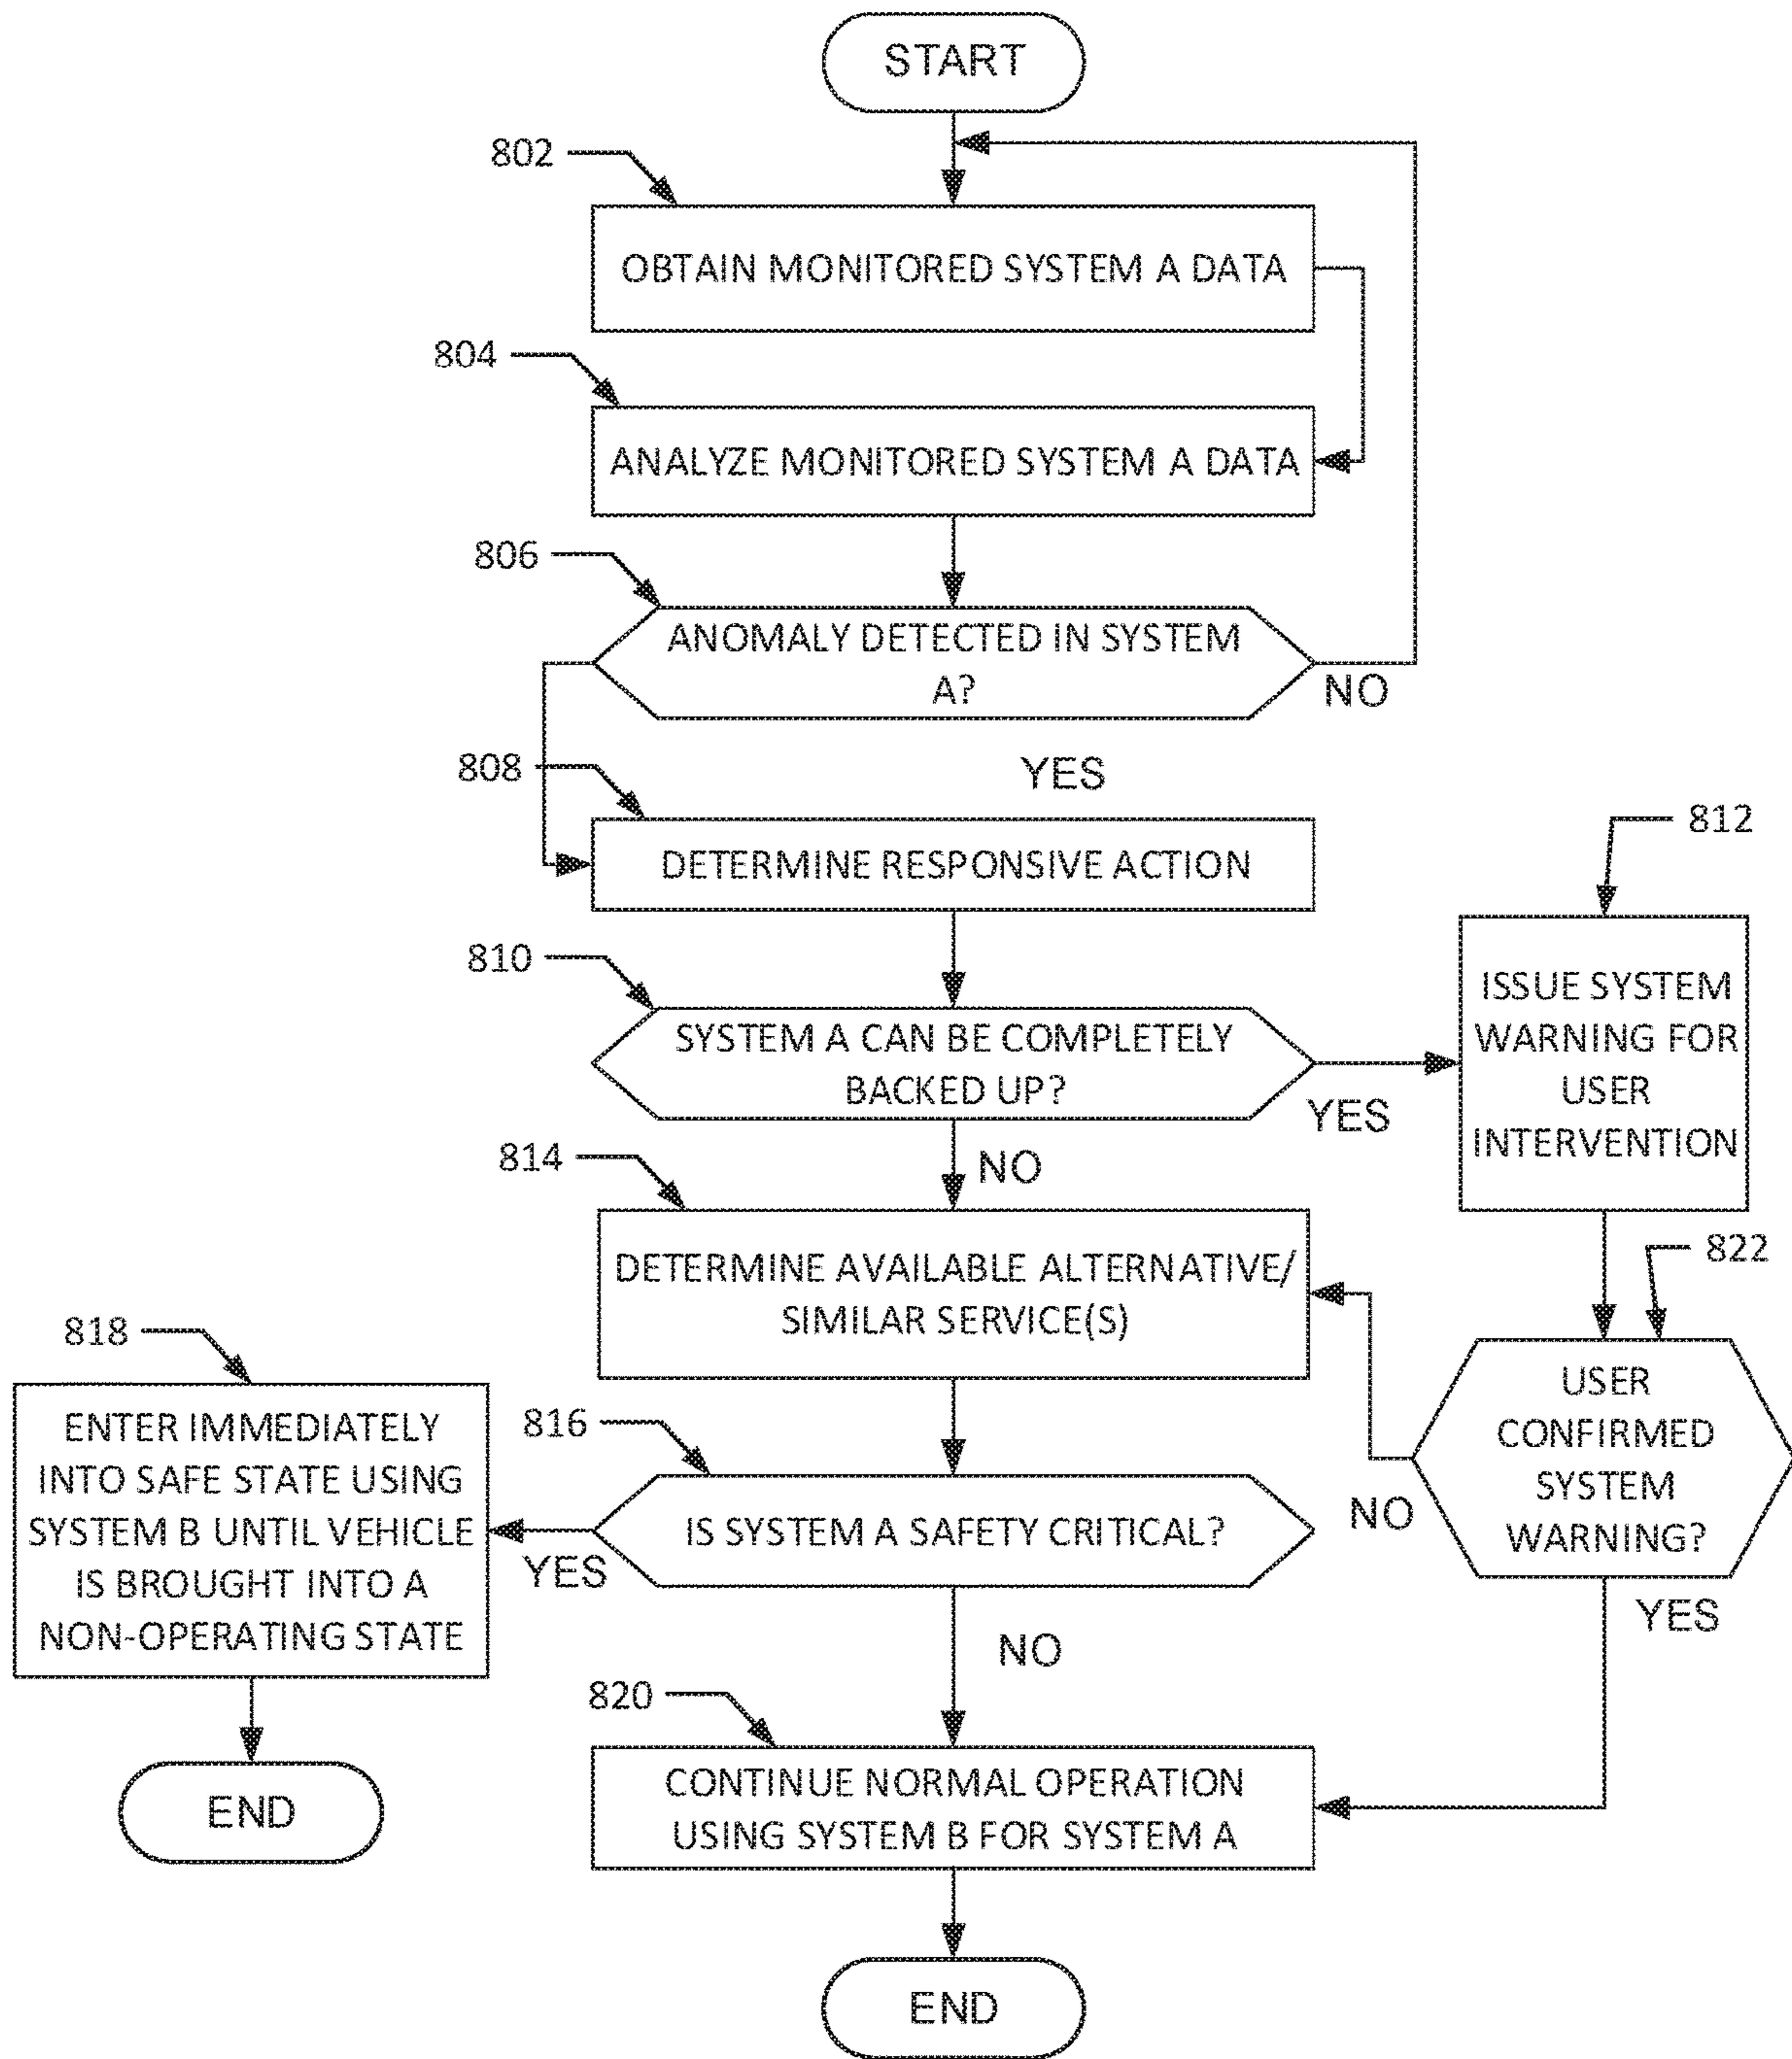 START
802
OBTAIN MONITORED SYSTEM A DATA
804
ANALYZE MONITORED SYSTEM A DATA
806
ANOMALY DETECTED IN SYSTEM
A?
NO
808
YES
DETERMINE RESPONSIVE ACTION
812
810
SYSTEM A CAN BE COMPLETELY
BACKED UP?
YES
ISSUE SYSTEM
WARNING FOR
USER
INTERVENTION
NO
814
DETERMINE AVAILABLE ALTERNATIVE/
SIMILAR SERVICE(S)
822
USER
CONFIRMED
SYSTEM
WARNING?
NO
YES
816
IS SYSTEM A SAFETY CRITICAL?
YES
818
ENTER IMMEDIATELY
INTO SAFE STATE USING
SYSTEM B UNTIL VEHICLE
IS BROUGHT INTO A
NON-OPERATING STATE
END
NO
820
CONTINUE NORMAL OPERATION
USING SYSTEM B FOR SYSTEM A
END